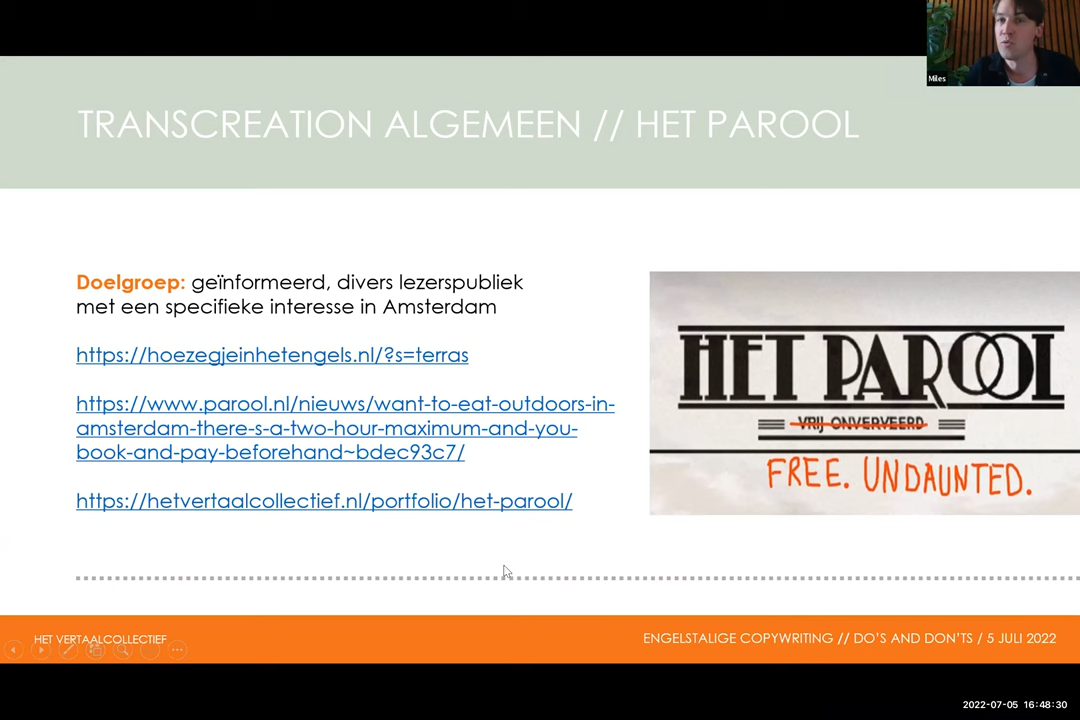 Miles
TRANSCREATION ALGEMEEN // HET PAROOL
Doelgroep: geïnformeerd, divers lezerspubliek
met een specifieke interesse in Amsterdam
https://hoezegjeinhetengels.nl/?s=terras
https://www.parool.nl/nieuws/want-to-eat-outdoors-in-
amsterdam-there-s-a-two-hour-maximum-and-you-
book-and-pay-beforehand~bdec93c7/
https://hetvertaalcollectief.nl/portfolio/het-parool/
HET PAROOL
VRIJ ONVERVEERD
FREE. UNDAUNTED.
HET VERTAALCOLLECTIEF
ENGELSTALIGE COPYWRITING // DO'S AND DON'TS / 5 JULI 2022
2022-07-05 16:48:30